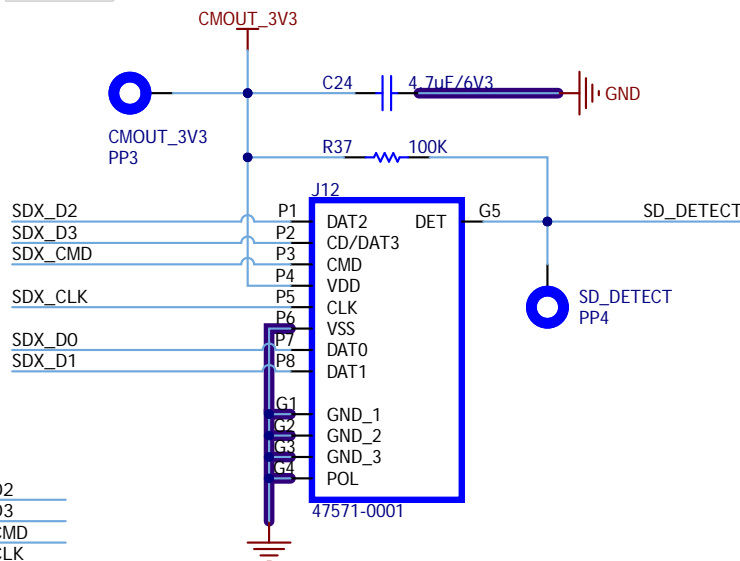 CMOUT_3V3
C24 4.7uF/6V3
GND
CMOUT_3V3
PP3
R37 100K
J12
SDX_D2 P1 DAT2 DET G5 SD_DETECT
SDX_D3 P2 CD/DAT3
SDX_CMD P3 CMD
P4 VDD
SDX_CLK P5 CLK
P6 VSS
SDX_D0 P7 DAT0
SDX_D1 P8 DAT1
SD_DETECT
PP4
G1 GND_1
G2 GND_2
G3 GND_3
G4 POL
47571-0001
D2
D3
CMD
CLK